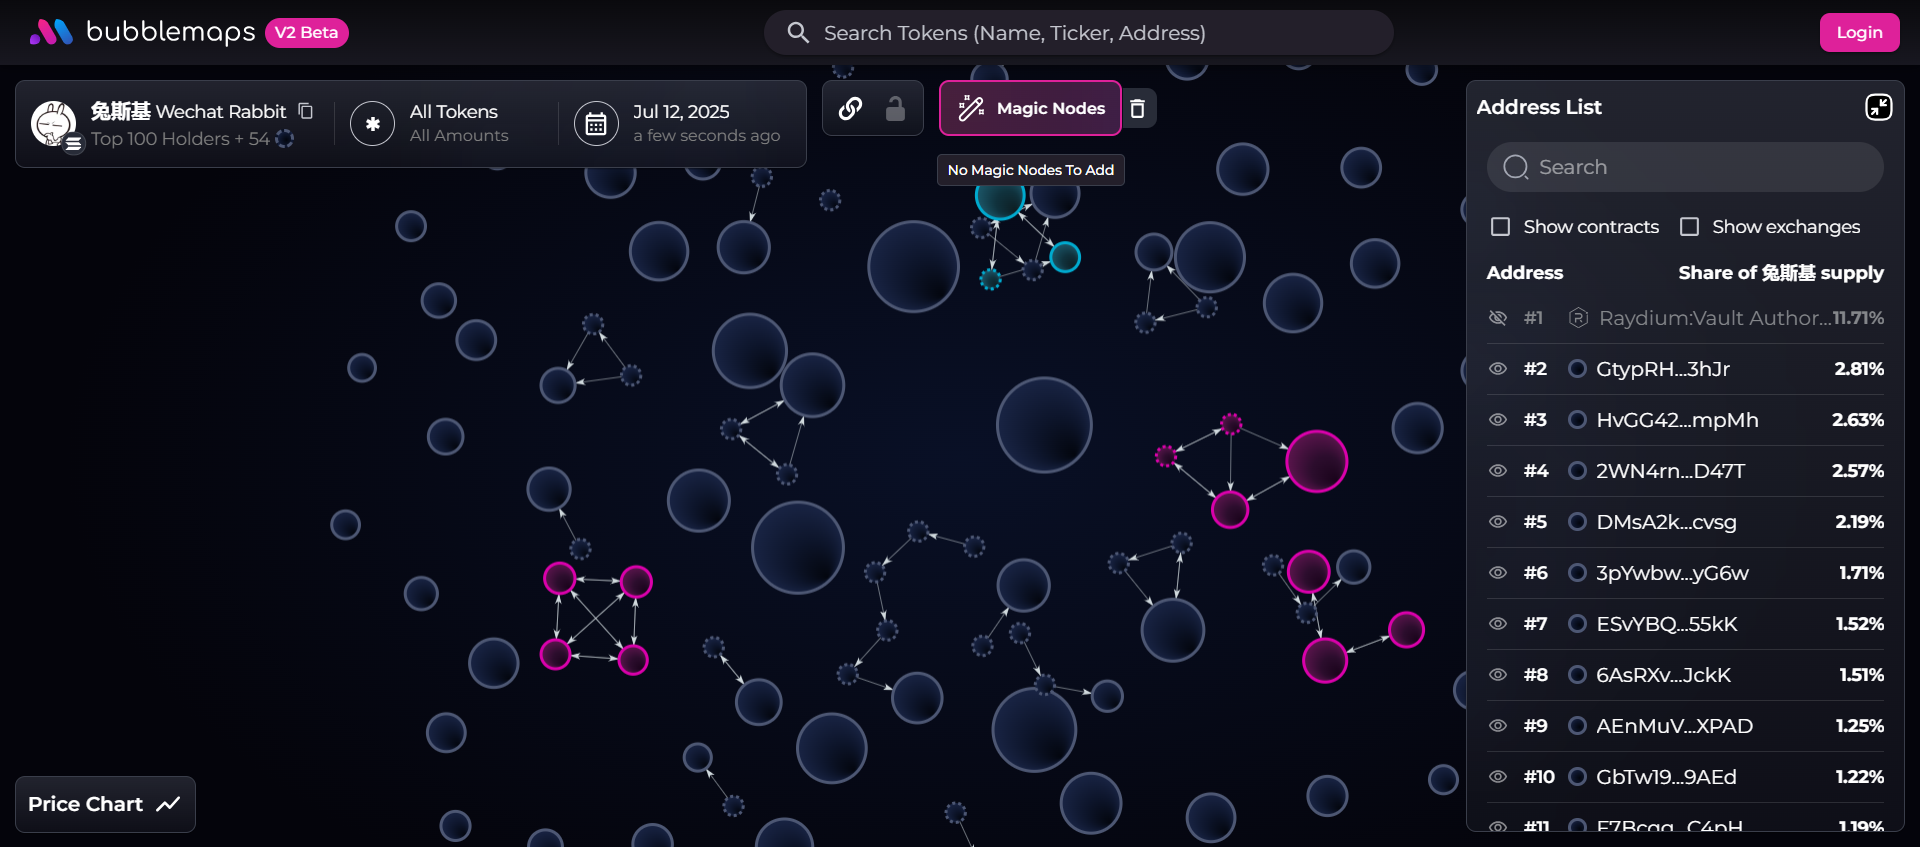 bubblemaps V2 Beta
Search Tokens (Name, Ticker, Address)
Login
兔斯基 Wechat Rabbit
Top 100 Holders + 54
All Tokens
All Amounts
Jul 12, 2025
a few seconds ago
Magic Nodes
No Magic Nodes To Add
Address List
Search
Show contracts
Show exchanges
Address Share of 兔斯基 supply
#1 Raydium:Vault Author... 11.71%
#2 GtypRH...3hJr 2.81%
#3 HvGG42...mpMh 2.63%
#4 2WN4rn...D47T 2.57%
#5 DMsA2k...cvsg 2.19%
#6 3pYwbw...yG6w 1.71%
#7 ESvYBQ...55kK 1.52%
#8 6AsRXv...JckK 1.51%
#9 AEnMuV...XPAD 1.25%
#10 GbTw19...9AEd 1.22%
#11 1.19%
Price Chart